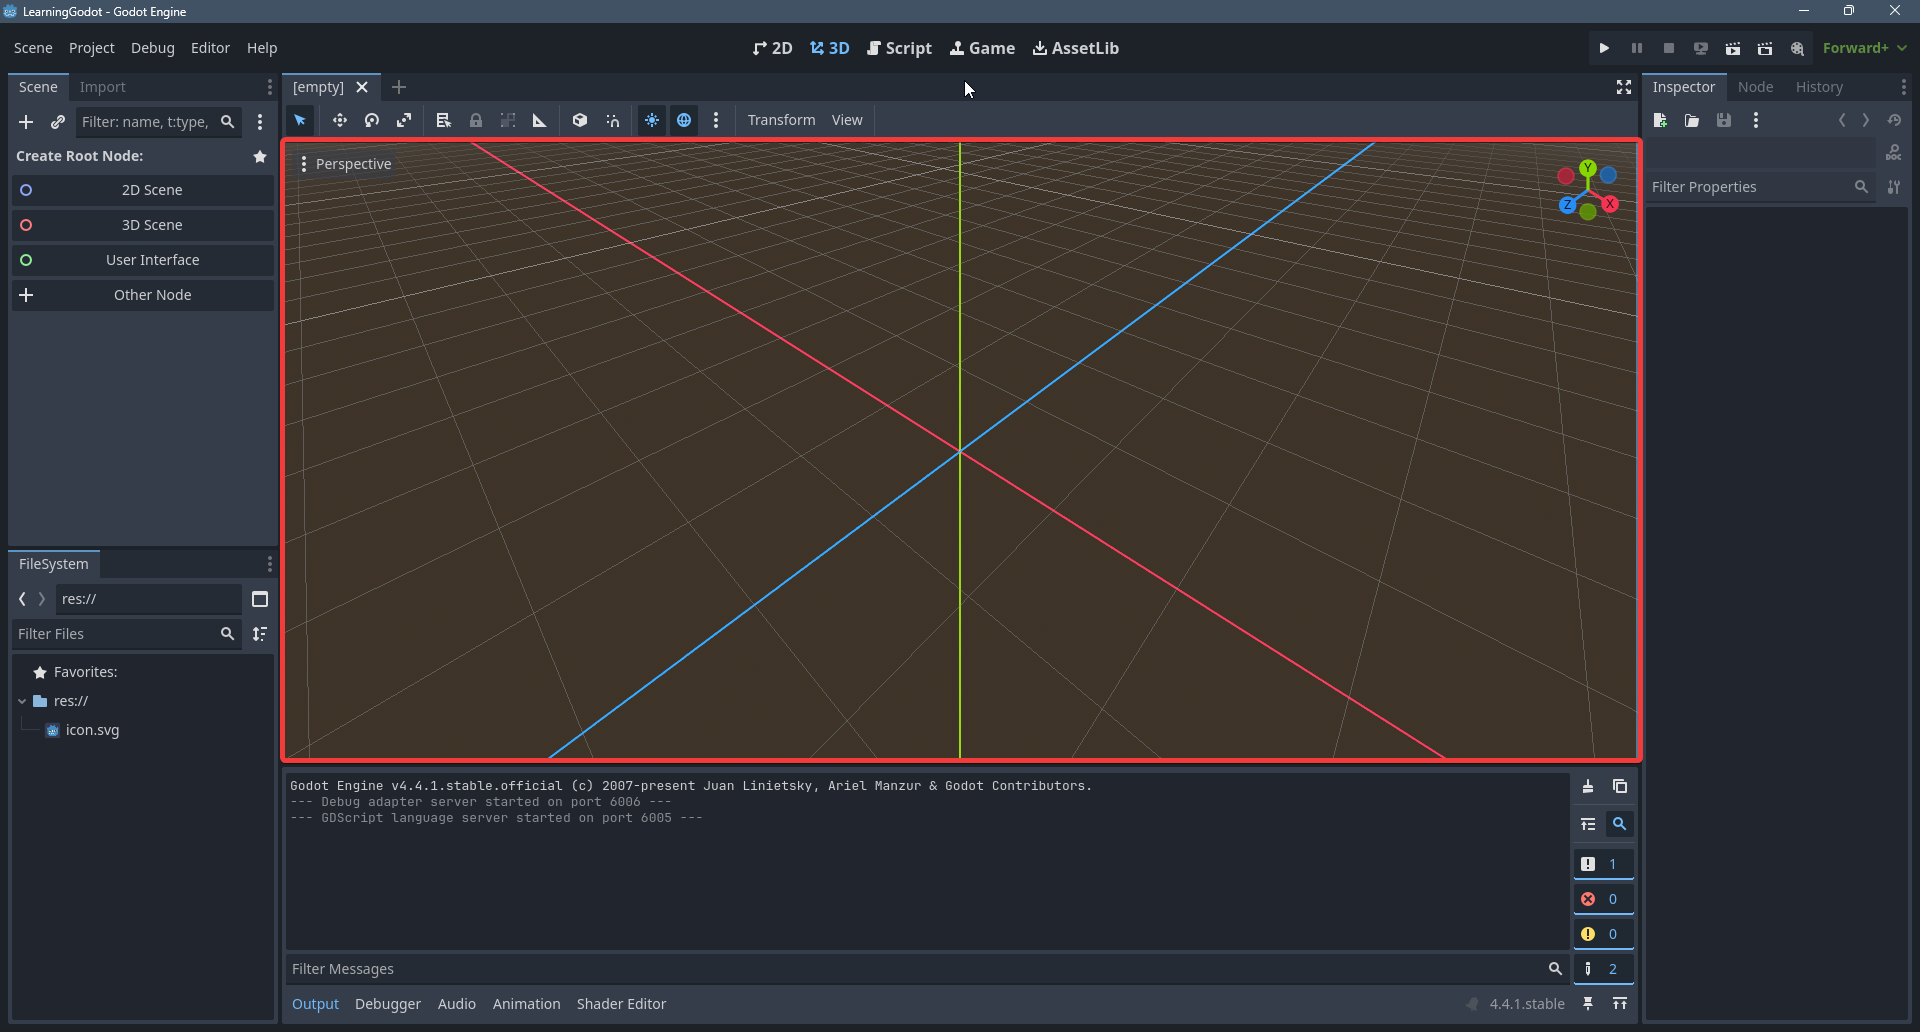 LearningGodot - Godot Engine
Scene Project Debug Editor Help
2D 3D Script Game AssetLib
Forward+
Scene Import
[empty]
Inspector Node History
Filter: name, t:type,
Transform View
DOC
Create Root Node:
2D Scene
3D Scene
User Interface
Other Node
Perspective
Y
Z
X
Filter Properties
FileSystem
res://
Filter Files
Favorites:
res://
icon.svg
Godot Engine v4.4.1.stable.official (c) 2007-present Juan Linietsky, Ariel Manzur & Godot Contributors.
--- Debug adapter server started on port 6006 ---
--- GDScript language server started on port 6005 ---
1
0
0
2
Filter Messages
Output Debugger Audio Animation Shader Editor
4.4.1.stable